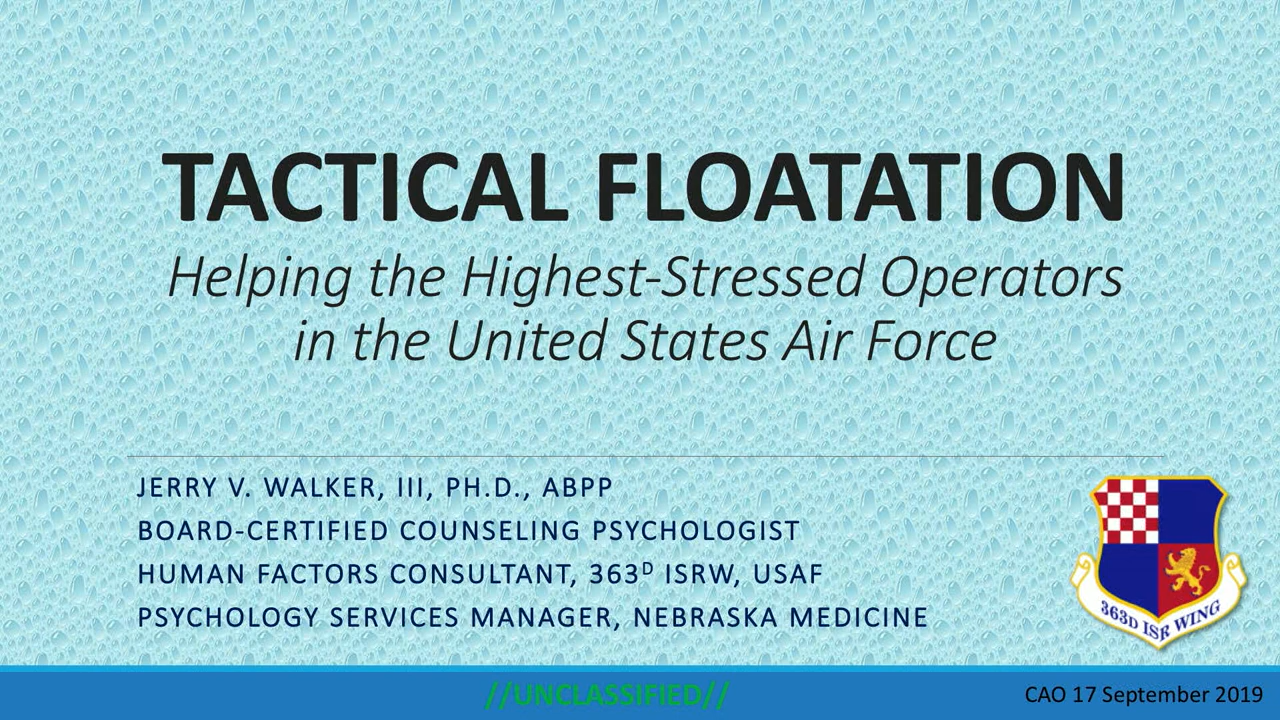 TACTICAL FLOATATION
Helping the Highest-Stressed Operators
in the United States Air Force
JERRY V. WALKER, III, PH.D., ABPP
BOARD-CERTIFIED COUNSELING PSYCHOLOGIST
HUMAN FACTORS CONSULTANT, 363D ISRW, USAF
PSYCHOLOGY SERVICES MANAGER, NEBRASKA MEDICINE
363D ISR WING
//UNCLASSIFIED//
CAO 17 September 2019